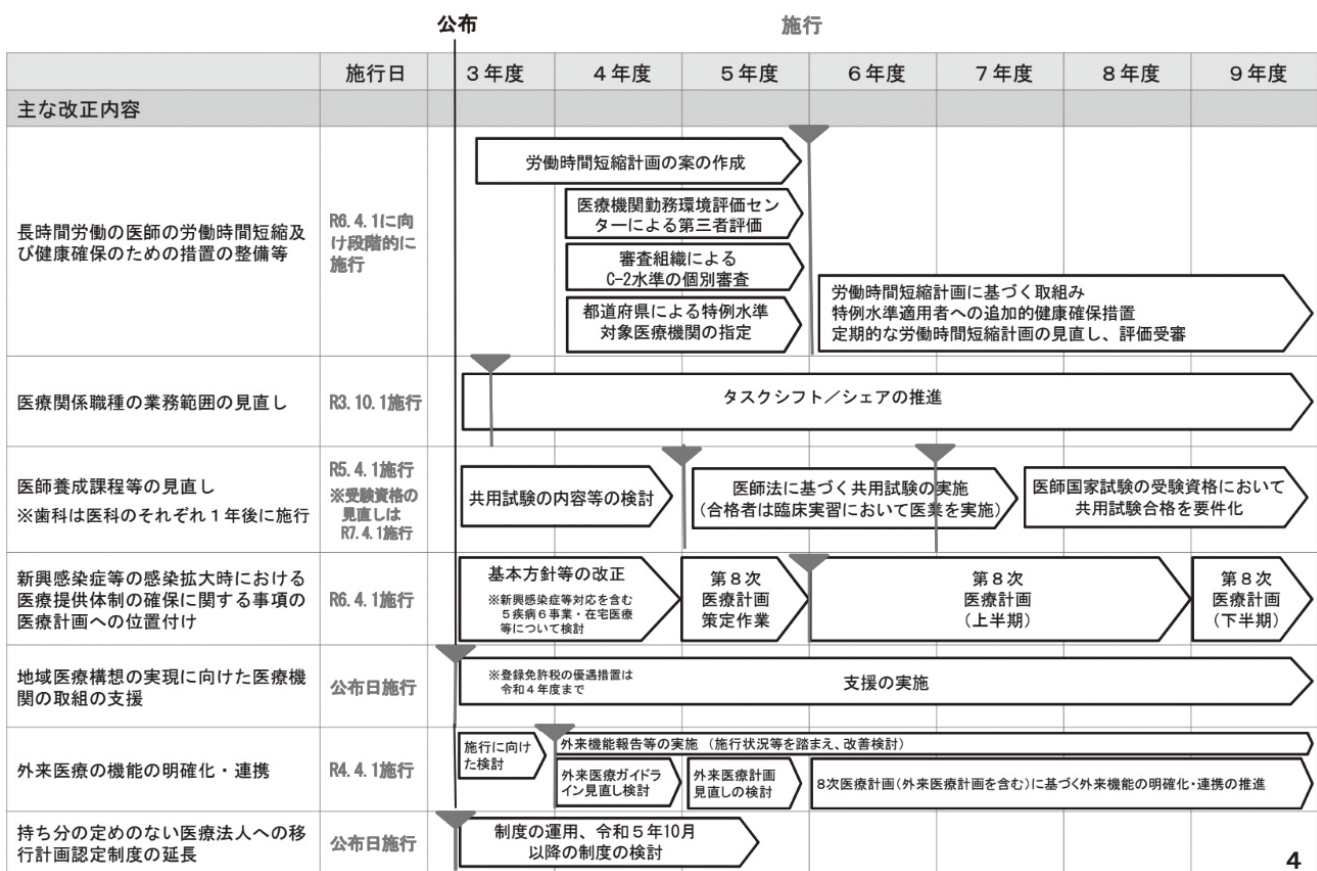 公布
施行
施行日
3年度
4年度
5年度
6年度
7年度
8年度
9年度
主な改正内容
長時間労働の医師の労働時間短縮及
び健康確保のための措置の整備等
R6.4.1に向
け段階的に
施行
労働時間短縮計画の案の作成
医療機関勤務環境評価セン
ターによる第三者評価
審査組織による
C-2水準の個別審査
都道府県による特例水準
対象医療機関の指定
労働時間短縮計画に基づく取組み
特例水準適用者への追加的健康確保措置
定期的な労働時間短縮計画の見直し、評価受審
医療関係職種の業務範囲の見直し
R3.10.1施行
タスクシフト／シェアの推進
医師養成課程等の見直し
※歯科は医科のそれぞれ1年後に施行
R5.4.1施行
※受験資格の
見直しは
R7.4.1施行
共用試験の内容等の検討
医師法に基づく共用試験の実施
(合格者は臨床実習において医業を実施)
医師国家試験の受験資格において
共用試験合格を要件化
新興感染症等の感染拡大時における
医療提供体制の確保に関する事項の
医療計画への位置付け
R6.4.1施行
基本方針等の改正
※新興感染症等対応を含む
5疾病6事業・在宅医療
等について検討
第8次
医療計画
策定作業
第8次
医療計画
(上半期)
第8次
医療計画
(下半期)
地域医療構想の実現に向けた医療機
関の取組の支援
公布日施行
※登録免許税の優遇措置は
令和4年度まで
支援の実施
外来医療の機能の明確化・連携
R4.4.1施行
施行に向け
た検討
外来機能報告等の実施 (施行状況等を踏まえ、改善検討)
外来医療ガイドラ
イン見直し検討
外来医療計画
見直しの検討
8次医療計画(外来医療計画を含む)に基づく外来機能の明確化・連携の推進
持ち分の定めのない医療法人への移
行計画認定制度の延長
公布日施行
制度の運用、令和5年10月
以降の制度の検討
4